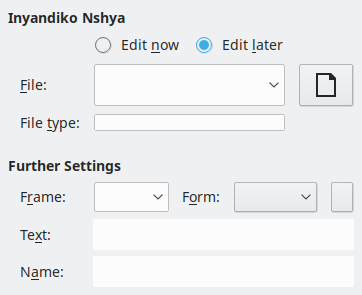 Inyandiko Nshya
Edit now Edit later
File:
File type:
Further Settings
Frame: Form:
Text:
Name: